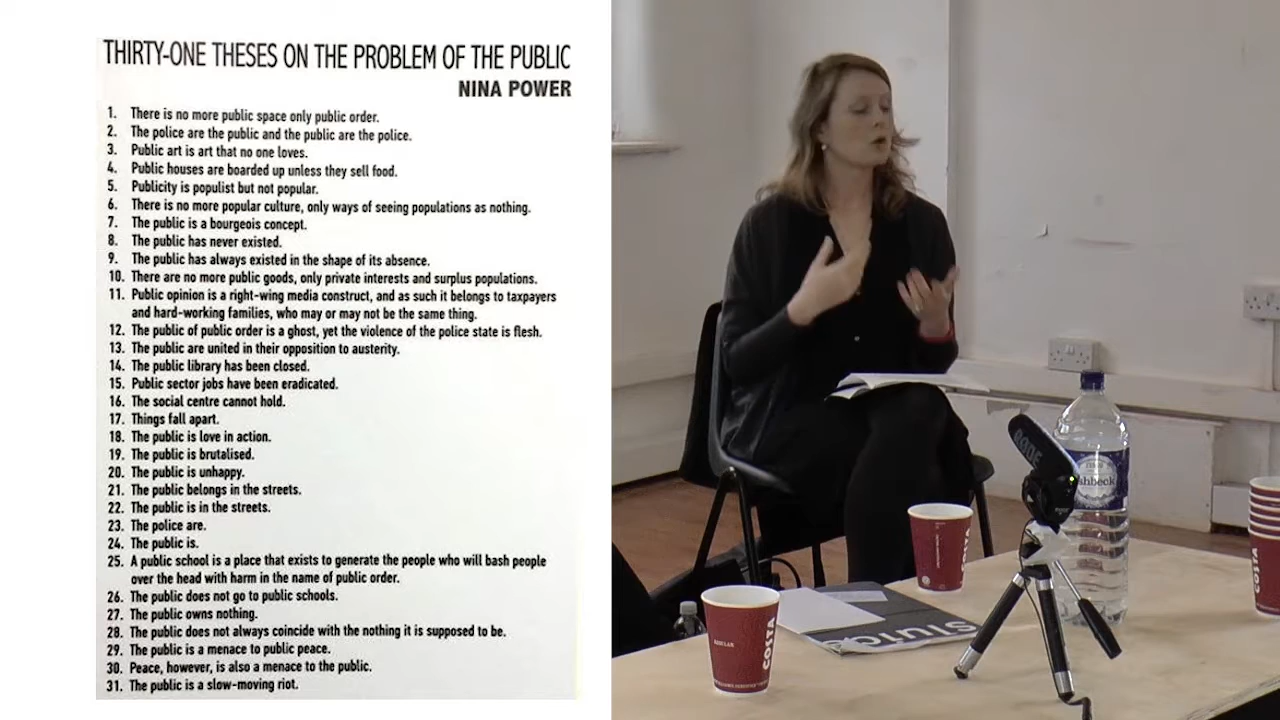 THIRTY-ONE THESES ON THE PROBLEM OF THE PUBLIC
NINA POWER
1. There is no more public space only public order.
2. The police are the public and the public are the police.
3. Public art is art that no one loves.
4. Public houses are boarded up unless they sell food.
5. Publicity is populist but not popular.
6. There is no more popular culture, only ways of seeing populations as nothing.
7. The public is a bourgeois concept.
8. The public has never existed.
9. The public has always existed in the shape of its absence.
10. There are no more public goods, only private interests and surplus populations.
11. Public opinion is a right-wing media construct, and as such it belongs to taxpayers
and hard-working families, who may or may not be the same thing.
12. The public of public order is a ghost, yet the violence of the police state is flesh.
13. The public are united in their opposition to austerity.
14. The public library has been closed.
15. Public sector jobs have been eradicated.
16. The social centre cannot hold.
17. Things fall apart.
18. The public is love in action.
19. The public is brutalised.
20. The public is unhappy.
21. The public belongs in the streets.
22. The public is in the streets.
23. The police are.
24. The public is.
25. A public school is a place that exists to generate the people who will bash people
over the head with harm in the name of public order.
26. The public does not go to public schools.
27. The public owns nothing.
28. The public does not always coincide with the nothing it is supposed to be.
29. The public is a menace to public peace.
30. Peace, however, is also a menace to the public.
31. The public is a slow-moving riot.
RODE
hbeck
COSTA
COSTA
COSTA